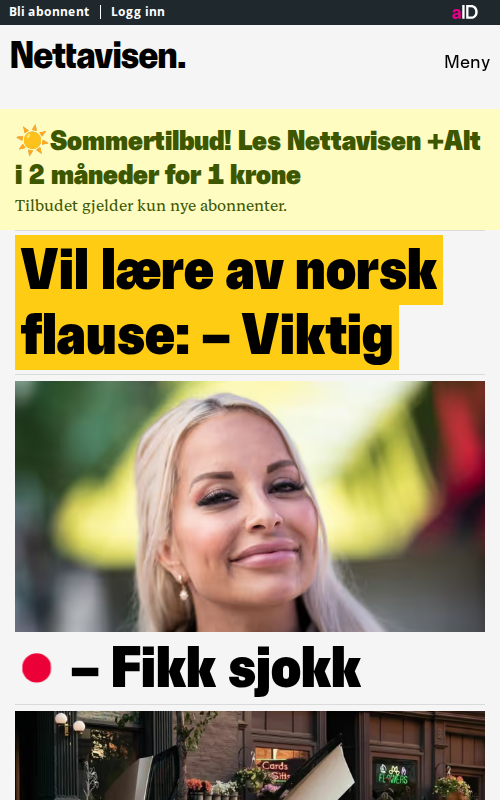 Bli abonnent
Logg inn
aID
Nettavisen.
Meny
Sommertilbud! Les Nettavisen +Alt
i 2 måneder for 1 krone
Tilbudet gjelder kun nye abonnenter.
Vil lære av norsk
flause: – Viktig
– Fikk sjokk
Cards
Gifts
FLOWERS